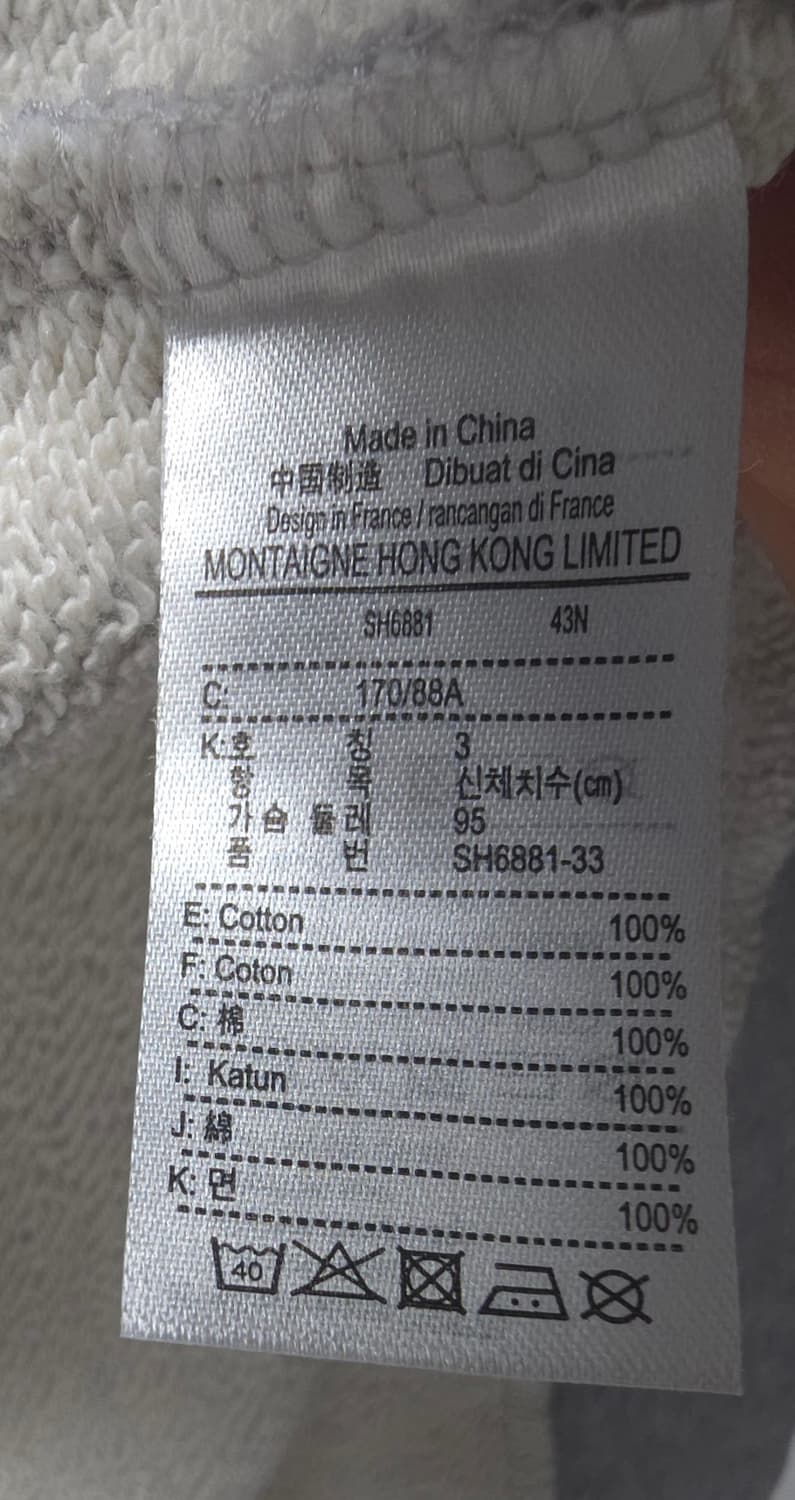 Made in China
中国制造 Dibuat di Cina
Design in France / rancangan di France
MONTAIGNE HONG KONG LIMITED
SH6881 43N
C: 170/88A
K:호 칭 3
항 목 신체치수(cm)
가 슴 둘 레 95
품 번 SH6881-33
E: Cotton 100%
F: Coton 100%
C: 棉 100%
I: Katun 100%
J: 綿 100%
K: 면 100%
40